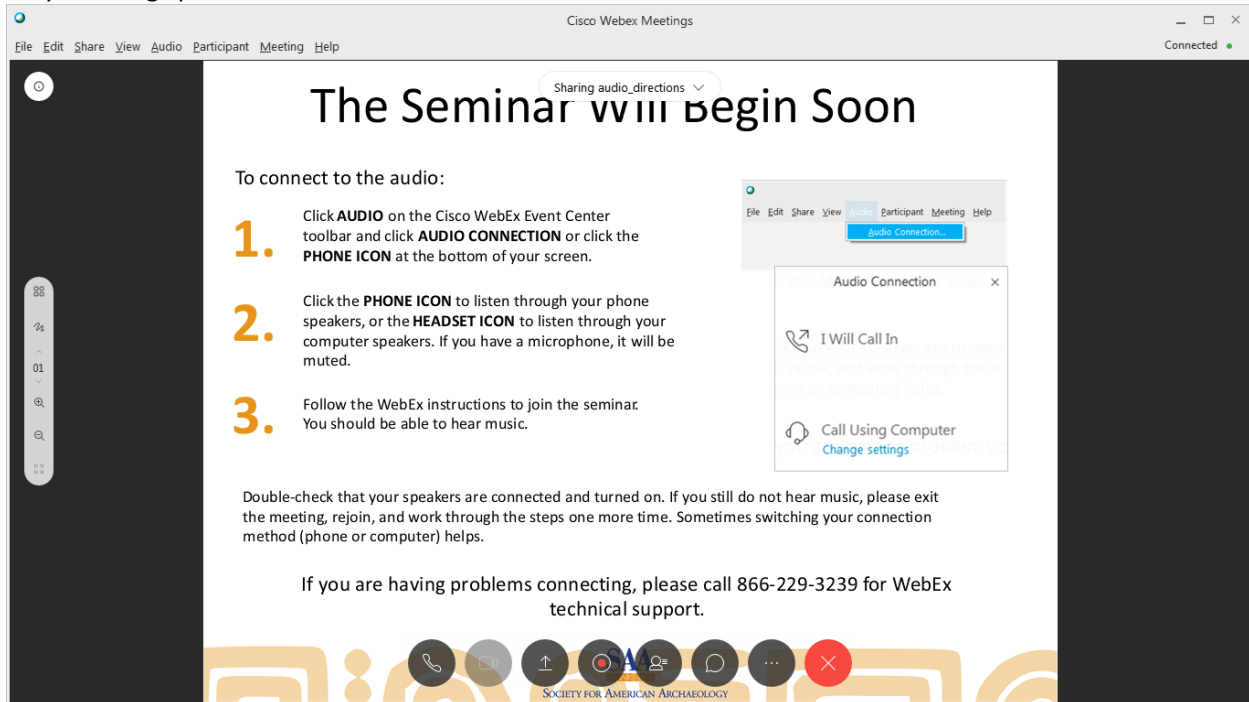 Cisco Webex Meetings
File Edit Share View Audio Participant Meeting Help
Connected
Sharing audio_directions
The Seminar Will Begin Soon
To connect to the audio:
1.
Click AUDIO on the Cisco WebEx Event Center
toolbar and click AUDIO CONNECTION or click the
PHONE ICON at the bottom of your screen.
2.
Click the PHONE ICON to listen through your phone
speakers, or the HEADSET ICON to listen through your
computer speakers. If you have a microphone, it will be
muted.
3.
Follow the WebEx instructions to join the seminar.
You should be able to hear music.
File Edit Share View Audio Participant Meeting Help
Audio Connection...
Audio Connection
I Will Call In
Call Using Computer
Change settings
01
Double-check that your speakers are connected and turned on. If you still do not hear music, please exit
the meeting, rejoin, and work through the steps one more time. Sometimes switching your connection
method (phone or computer) helps.
If you are having problems connecting, please call 866-229-3239 for WebEx
technical support.
SAA
SOCIETY FOR AMERICAN ARCHAEOLOGY